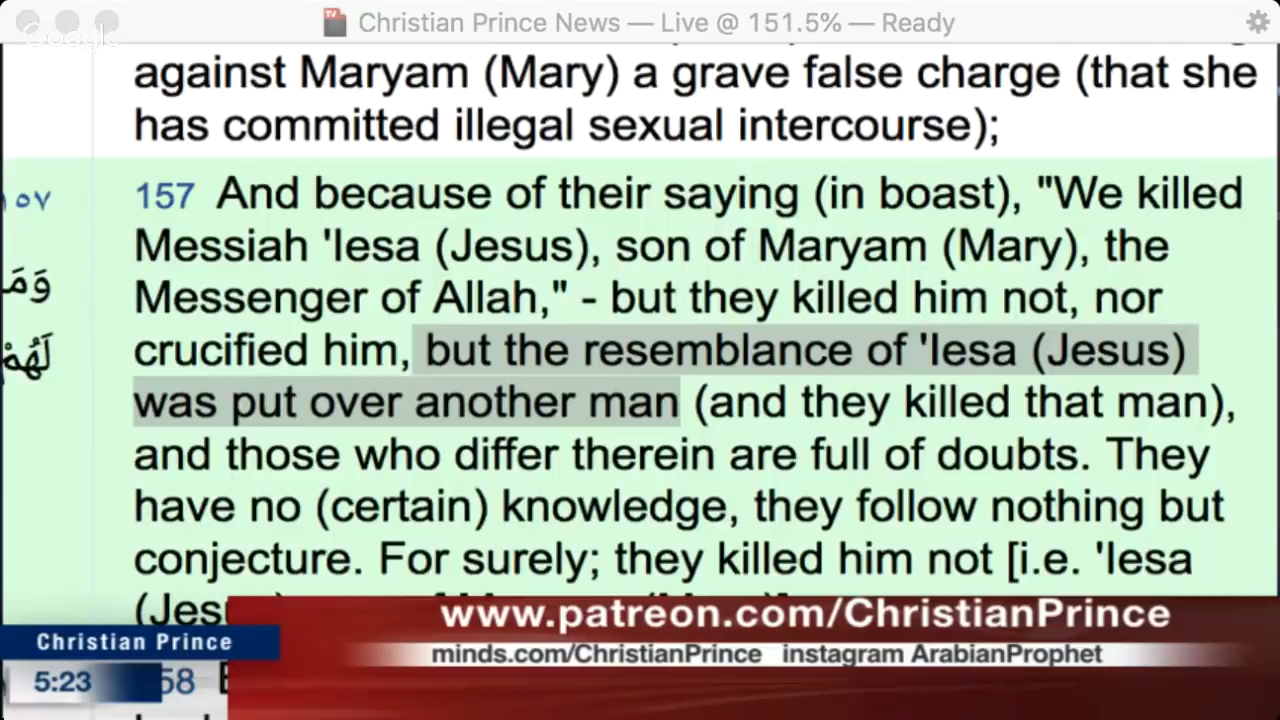 Christian Prince News — Live @ 151.5% — Ready
Google
against Maryam (Mary) a grave false charge (that she
has committed illegal sexual intercourse);
١٥٧
157 And because of their saying (in boast), "We killed
Messiah 'Iesa (Jesus), son of Maryam (Mary), the
وَمَ
Messenger of Allah," - but they killed him not, nor
لَهُمْ
crucified him, but the resemblance of 'Iesa (Jesus)
was put over another man (and they killed that man),
and those who differ therein are full of doubts. They
have no (certain) knowledge, they follow nothing but
conjecture. For surely; they killed him not [i.e. 'Iesa
www.patreon.com/ChristianPrince
Christian Prince
minds.com/ChristianPrince instagram ArabianProphet
5:23
58